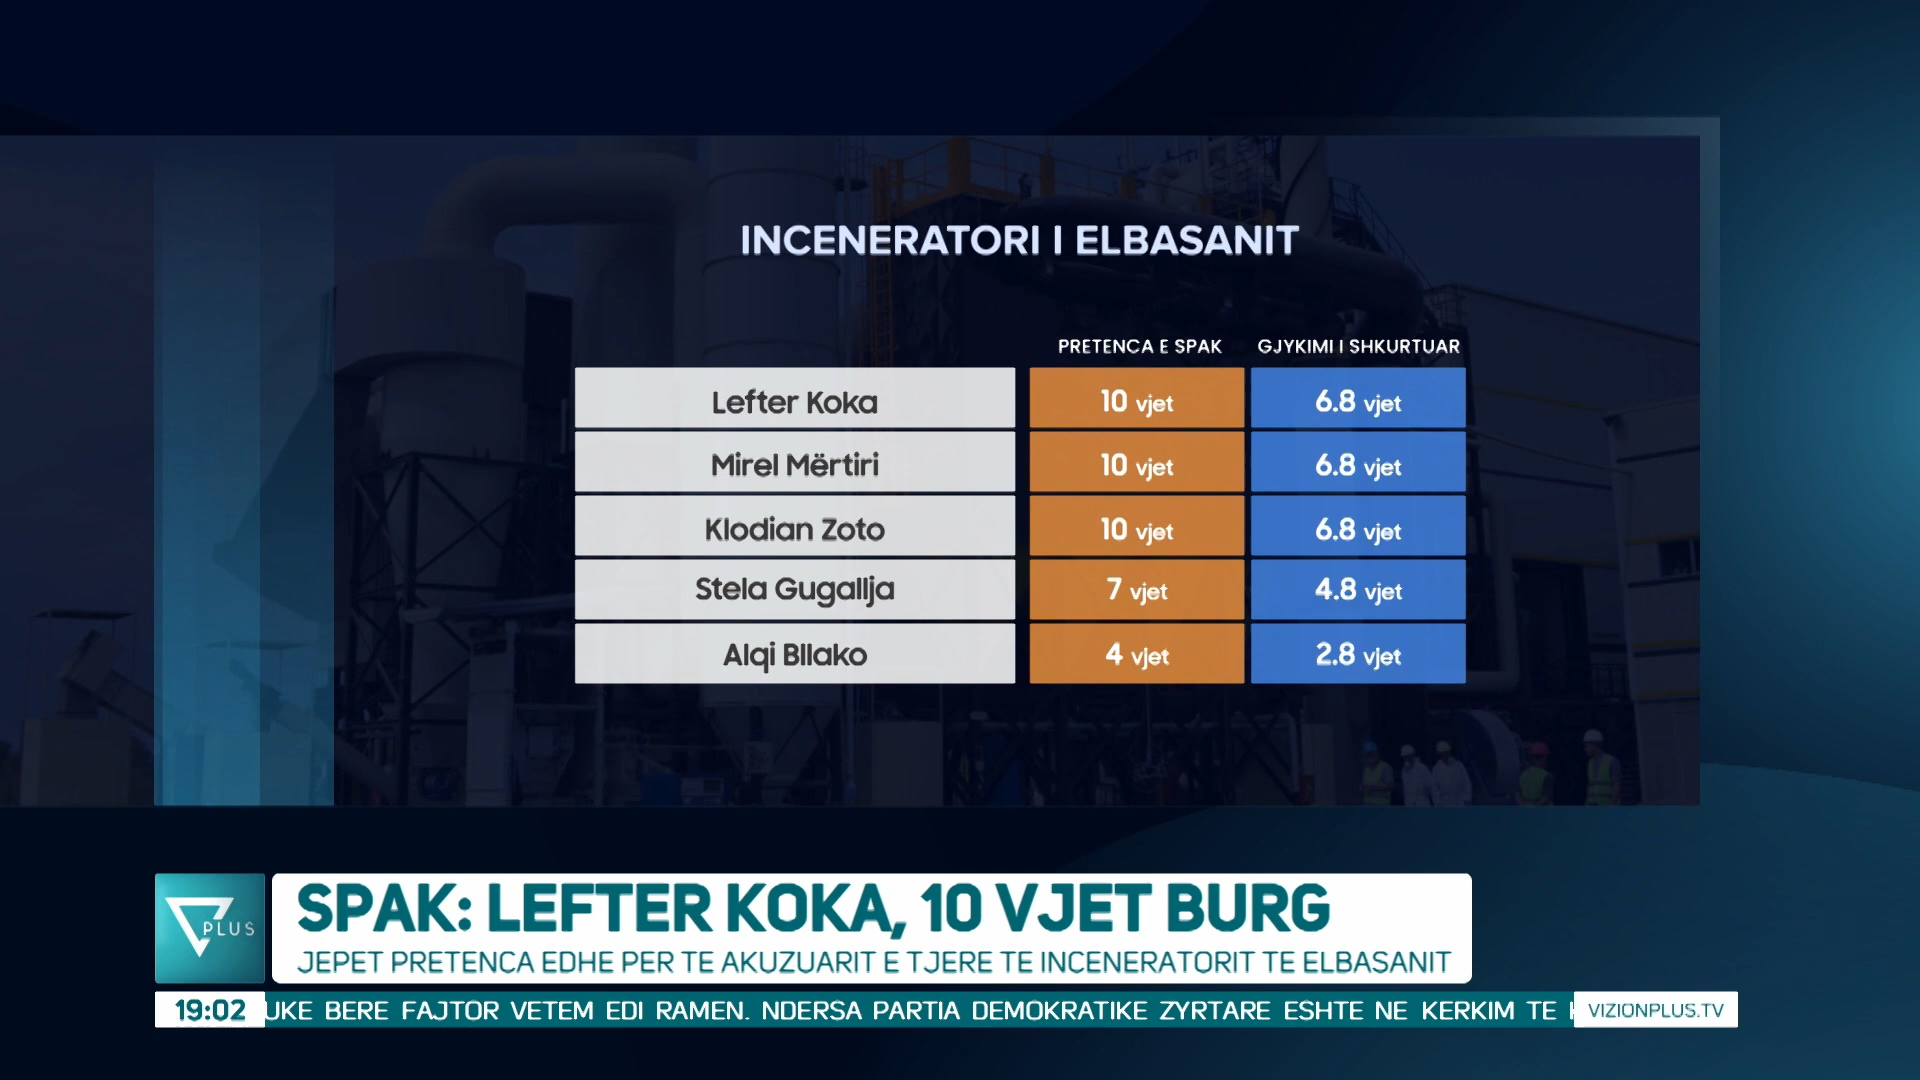 INCENERATORI I ELBASANIT
PRETENCA E SPAK GJYKIMI I SHKURTUAR
Lefter Koka 10 vjet 6.8 vjet
Mirel Mërtiri 10 vjet 6.8 vjet
Klodian Zoto 10 vjet 6.8 vjet
Stela Gugallja 7 vjet 4.8 vjet
Alqi Bllako 4 vjet 2.8 vjet
PLUS
SPAK: LEFTER KOKA, 10 VJET BURG
JEPET PRETENCA EDHE PER TE AKUZUARIT E TJERE TE INCENERATORIT TE ELBASANIT
19:02 UKE BERE FAJTOR VETEM EDI RAMEN. NDERSA PARTIA DEMOKRATIKE ZYRTARE ESHTE NE KERKIM TE VIZIONPLUS.TV